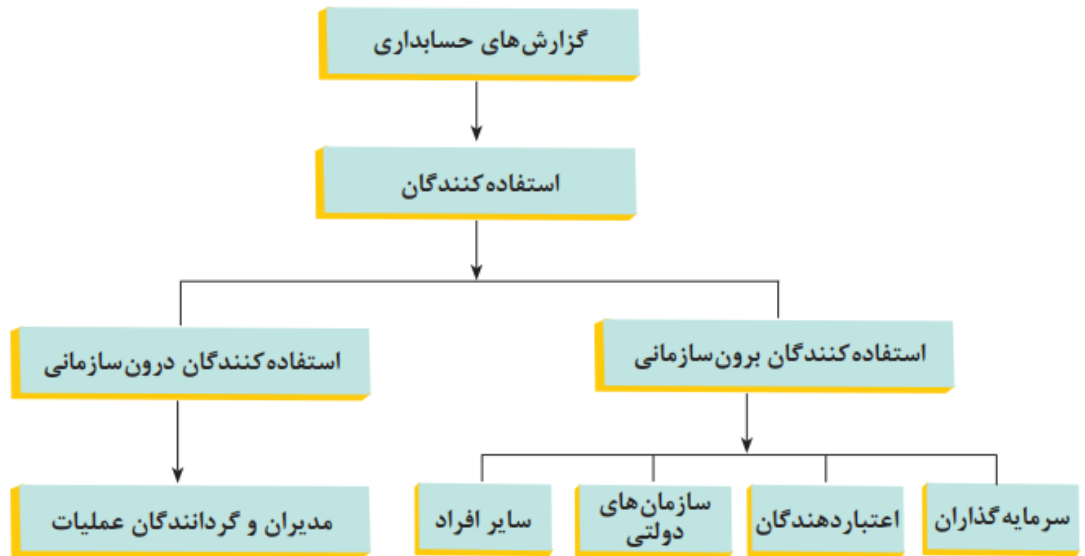 گزارش‌های حسابداری
استفاده‌کنندگان
استفاده‌کنندگان برون‌سازمانی
استفاده‌کنندگان درون‌سازمانی
سرمایه‌گذاران
اعتباردهندگان
سازمان‌های
دولتی
سایر افراد
مدیران و گردانندگان عملیات